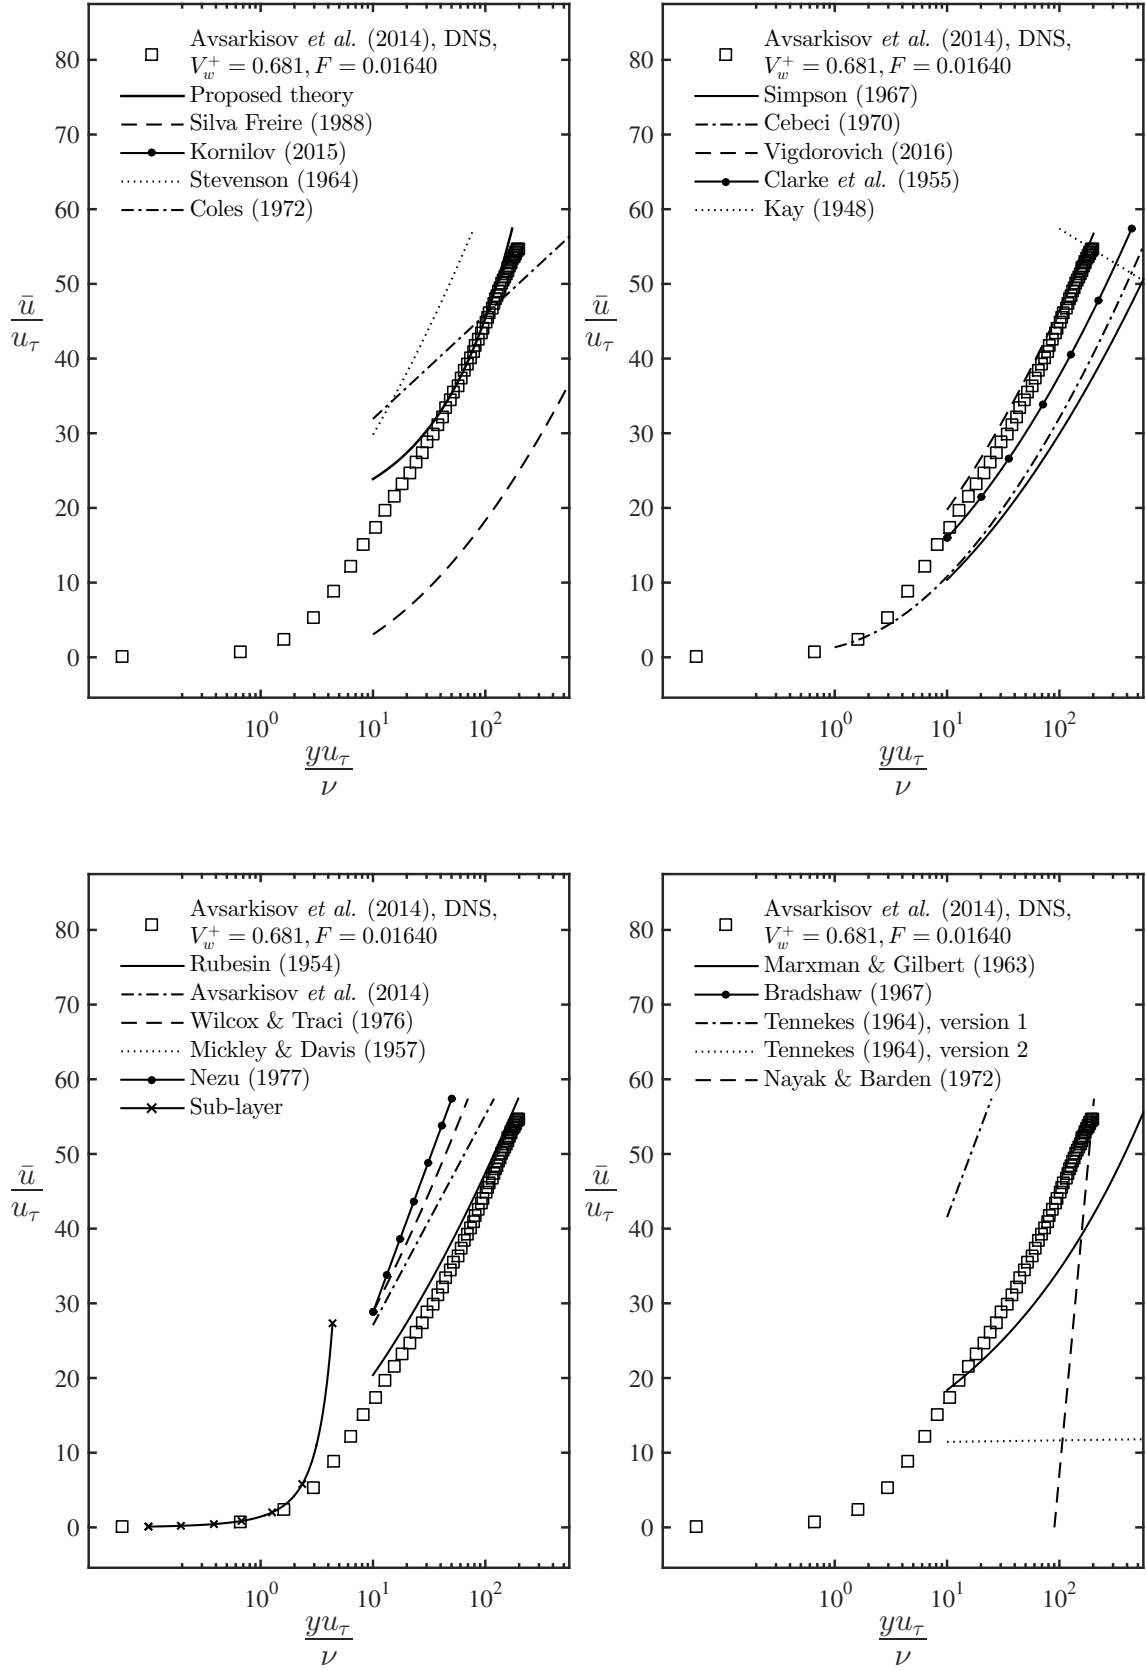 Avsarkisov et al. (2014), DNS,
V_w^+ = 0.681, F = 0.01640
Proposed theory
Silva Freire (1988)
Kornilov (2015)
Stevenson (1964)
Coles (1972)
80
70
60
50
40
30
20
10
0
ū/u_τ
10^0 10^1 10^2
yu_τ/ν
Avsarkisov et al. (2014), DNS,
V_w^+ = 0.681, F = 0.01640
Simpson (1967)
Cebeci (1970)
Vigdorovich (2016)
Clarke et al. (1955)
Kay (1948)
80
70
60
50
40
30
20
10
0
ū/u_τ
10^0 10^1 10^2
yu_τ/ν
Avsarkisov et al. (2014), DNS,
V_w^+ = 0.681, F = 0.01640
Rubesin (1954)
Avsarkisov et al. (2014)
Wilcox & Traci (1976)
Mickley & Davis (1957)
Nezu (1977)
Sub-layer
80
70
60
50
40
30
20
10
0
ū/u_τ
10^0 10^1 10^2
yu_τ/ν
Avsarkisov et al. (2014), DNS,
V_w^+ = 0.681, F = 0.01640
Marxman & Gilbert (1963)
Bradshaw (1967)
Tennekes (1964), version 1
Tennekes (1964), version 2
Nayak & Barden (1972)
80
70
60
50
40
30
20
10
0
ū/u_τ
10^0 10^1 10^2
yu_τ/ν